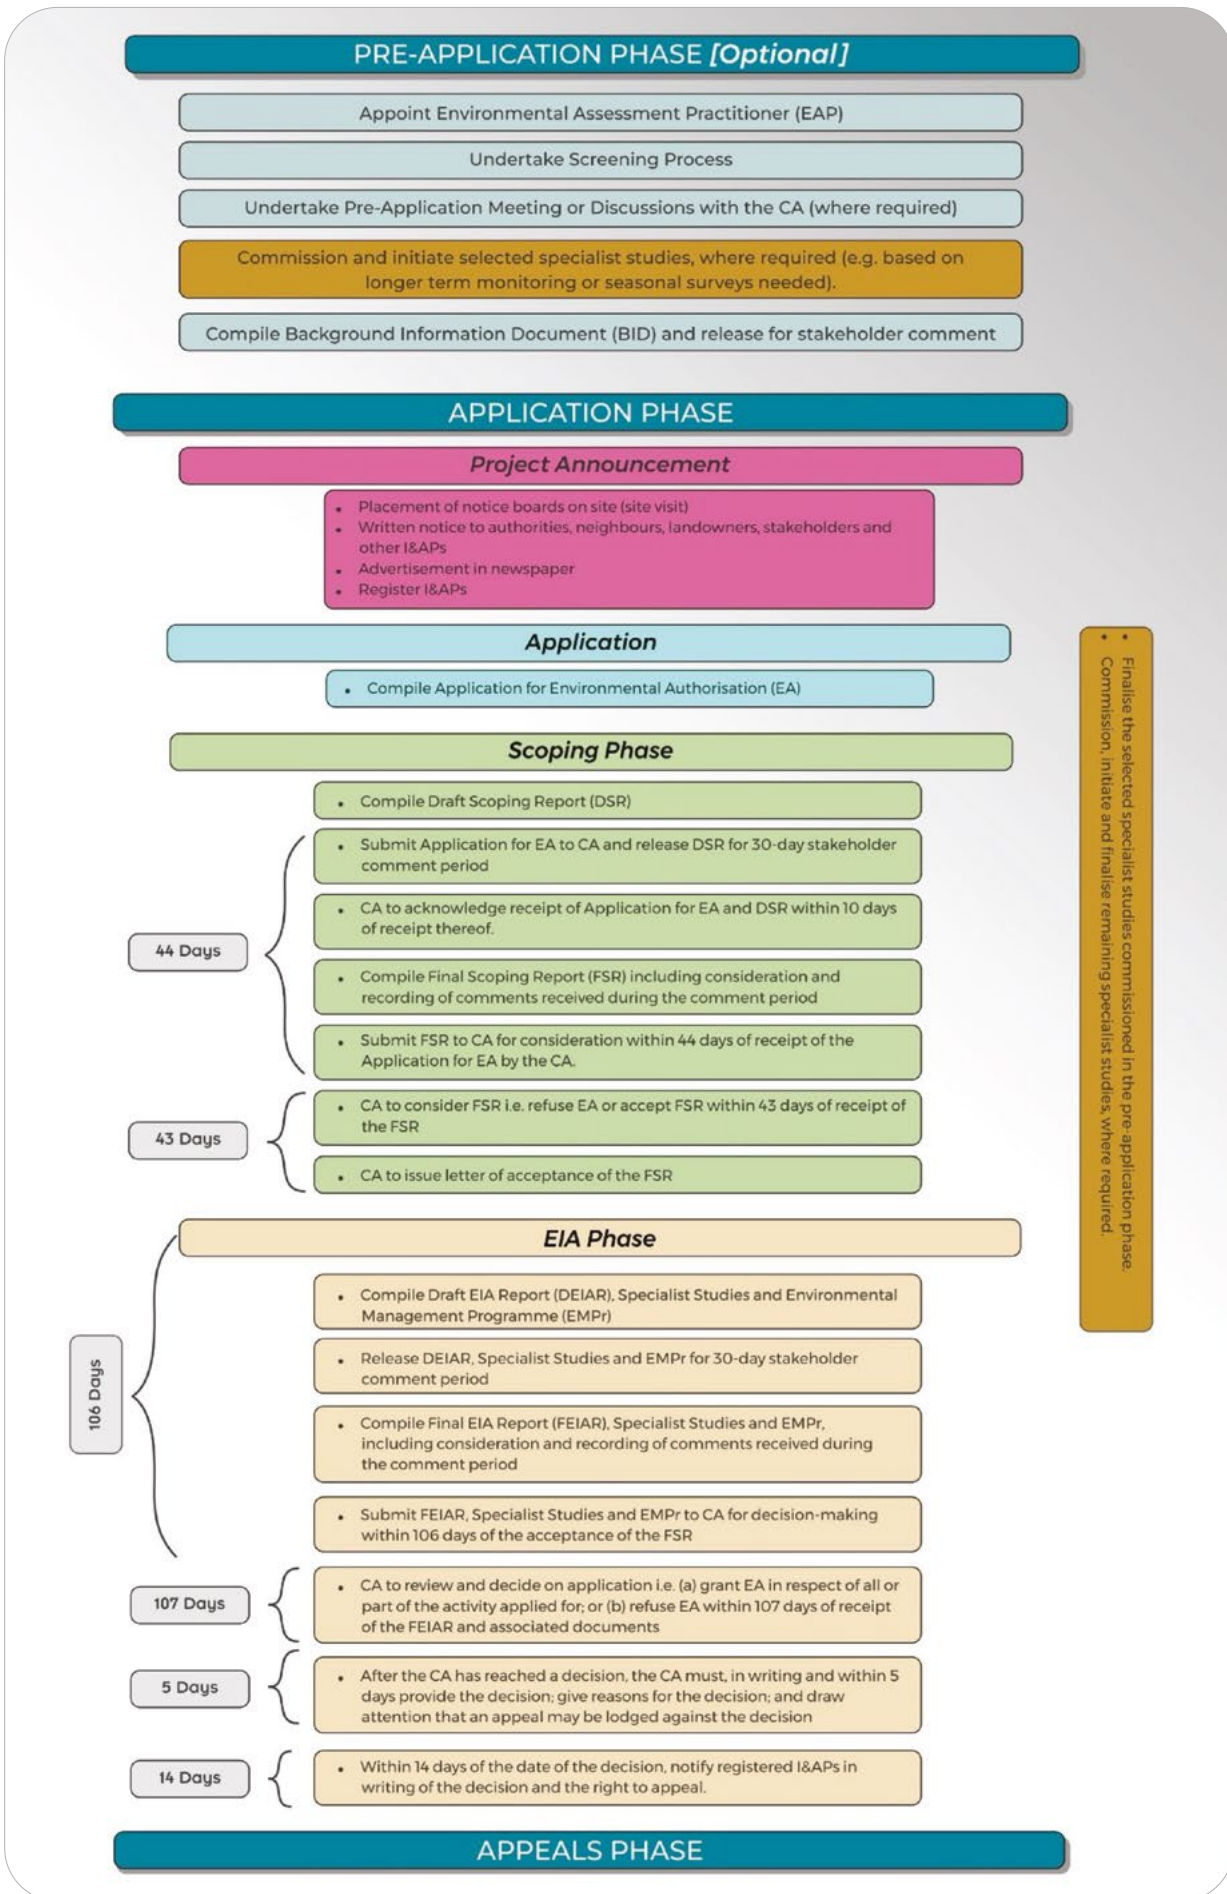 PRE-APPLICATION PHASE [Optional]
Appoint Environmental Assessment Practitioner (EAP)
Undertake Screening Process
Undertake Pre-Application Meeting or Discussions with the CA (where required)
Commission and initiate selected specialist studies, where required (e.g. based on
longer term monitoring or seasonal surveys needed).
Compile Background Information Document (BID) and release for stakeholder comment
APPLICATION PHASE
Project Announcement
• Placement of notice boards on site (site visit)
• Written notice to authorities, neighbours, landowners, stakeholders and
other I&APs
• Advertisement in newspaper
• Register I&APs
Application
• Compile Application for Environmental Authorisation (EA)
Scoping Phase
• Compile Draft Scoping Report (DSR)
44 Days
• Submit Application for EA to CA and release DSR for 30-day stakeholder
comment period
• CA to acknowledge receipt of Application for EA and DSR within 10 days
of receipt thereof.
• Compile Final Scoping Report (FSR) including consideration and
recording of comments received during the comment period
• Submit FSR to CA for consideration within 44 days of receipt of the
Application for EA by the CA.
43 Days
• CA to consider FSR i.e. refuse EA or accept FSR within 43 days of receipt of
the FSR
• CA to issue letter of acceptance of the FSR
• Finalise the selected specialist studies commissioned in the pre-application phase.
• Commission, initiate and finalise remaining specialist studies, where required.
EIA Phase
106 Days
• Compile Draft EIA Report (DEIAR), Specialist Studies and Environmental
Management Programme (EMPr)
• Release DEIAR, Specialist Studies and EMPr for 30-day stakeholder
comment period
• Compile Final EIA Report (FEIAR), Specialist Studies and EMPr,
including consideration and recording of comments received during
the comment period
• Submit FEIAR, Specialist Studies and EMPr to CA for decision-making
within 106 days of the acceptance of the FSR
107 Days
• CA to review and decide on application i.e. (a) grant EA in respect of all or
part of the activity applied for; or (b) refuse EA within 107 days of receipt
of the FEIAR and associated documents
5 Days
• After the CA has reached a decision, the CA must, in writing and within 5
days provide the decision; give reasons for the decision; and draw
attention that an appeal may be lodged against the decision
14 Days
• Within 14 days of the date of the decision, notify registered I&APs in
writing of the decision and the right to appeal.
APPEALS PHASE